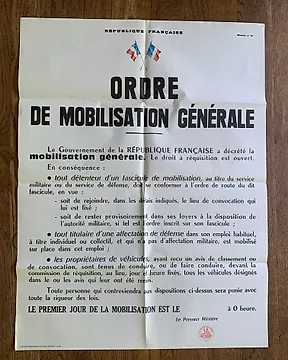 RÉPUBLIQUE FRANÇAISE
ORDRE
DE MOBILISATION GÉNÉRALE
Le Gouvernement de la RÉPUBLIQUE FRANÇAISE a décrété la
mobilisation générale. Le droit à réquisition est ouvert.
En conséquence :
• tout détenteur d'un fascicule de mobilisation, au titre du service
militaire ou du service de défense, doit se conformer à l'ordre de route du dit
fascicule, en vue :
- soit de rejoindre, dans les délais indiqués, le lieu de convocation qui
lui est fixé ;
- soit de rester provisoirement dans ses foyers à la disposition de
l'autorité militaire, si tel est l'ordre inscrit sur son fascicule ;
• tout titulaire d'une affectation de défense dans son emploi habituel,
à titre individuel ou collectif, et qui n'a pas d'affectation militaire, est mobilisé
sur place dans cet emploi ;
• les propriétaires de véhicules, avant reçu un avis de classement ou
de convocation, sont tenus de conduire, ou de faire conduire, devant la
commission de réquisition, au lieu, jour et heure fixés, tous les véhicules désignés
dans le ou les avis qui leur ont été remis.
Toute personne qui contreviendra aux dispositions ci-dessus sera punie avec
toute la rigueur des lois.
LE PREMIER JOUR DE LA MOBILISATION EST LE à 0 heure.
Le Premier Ministre